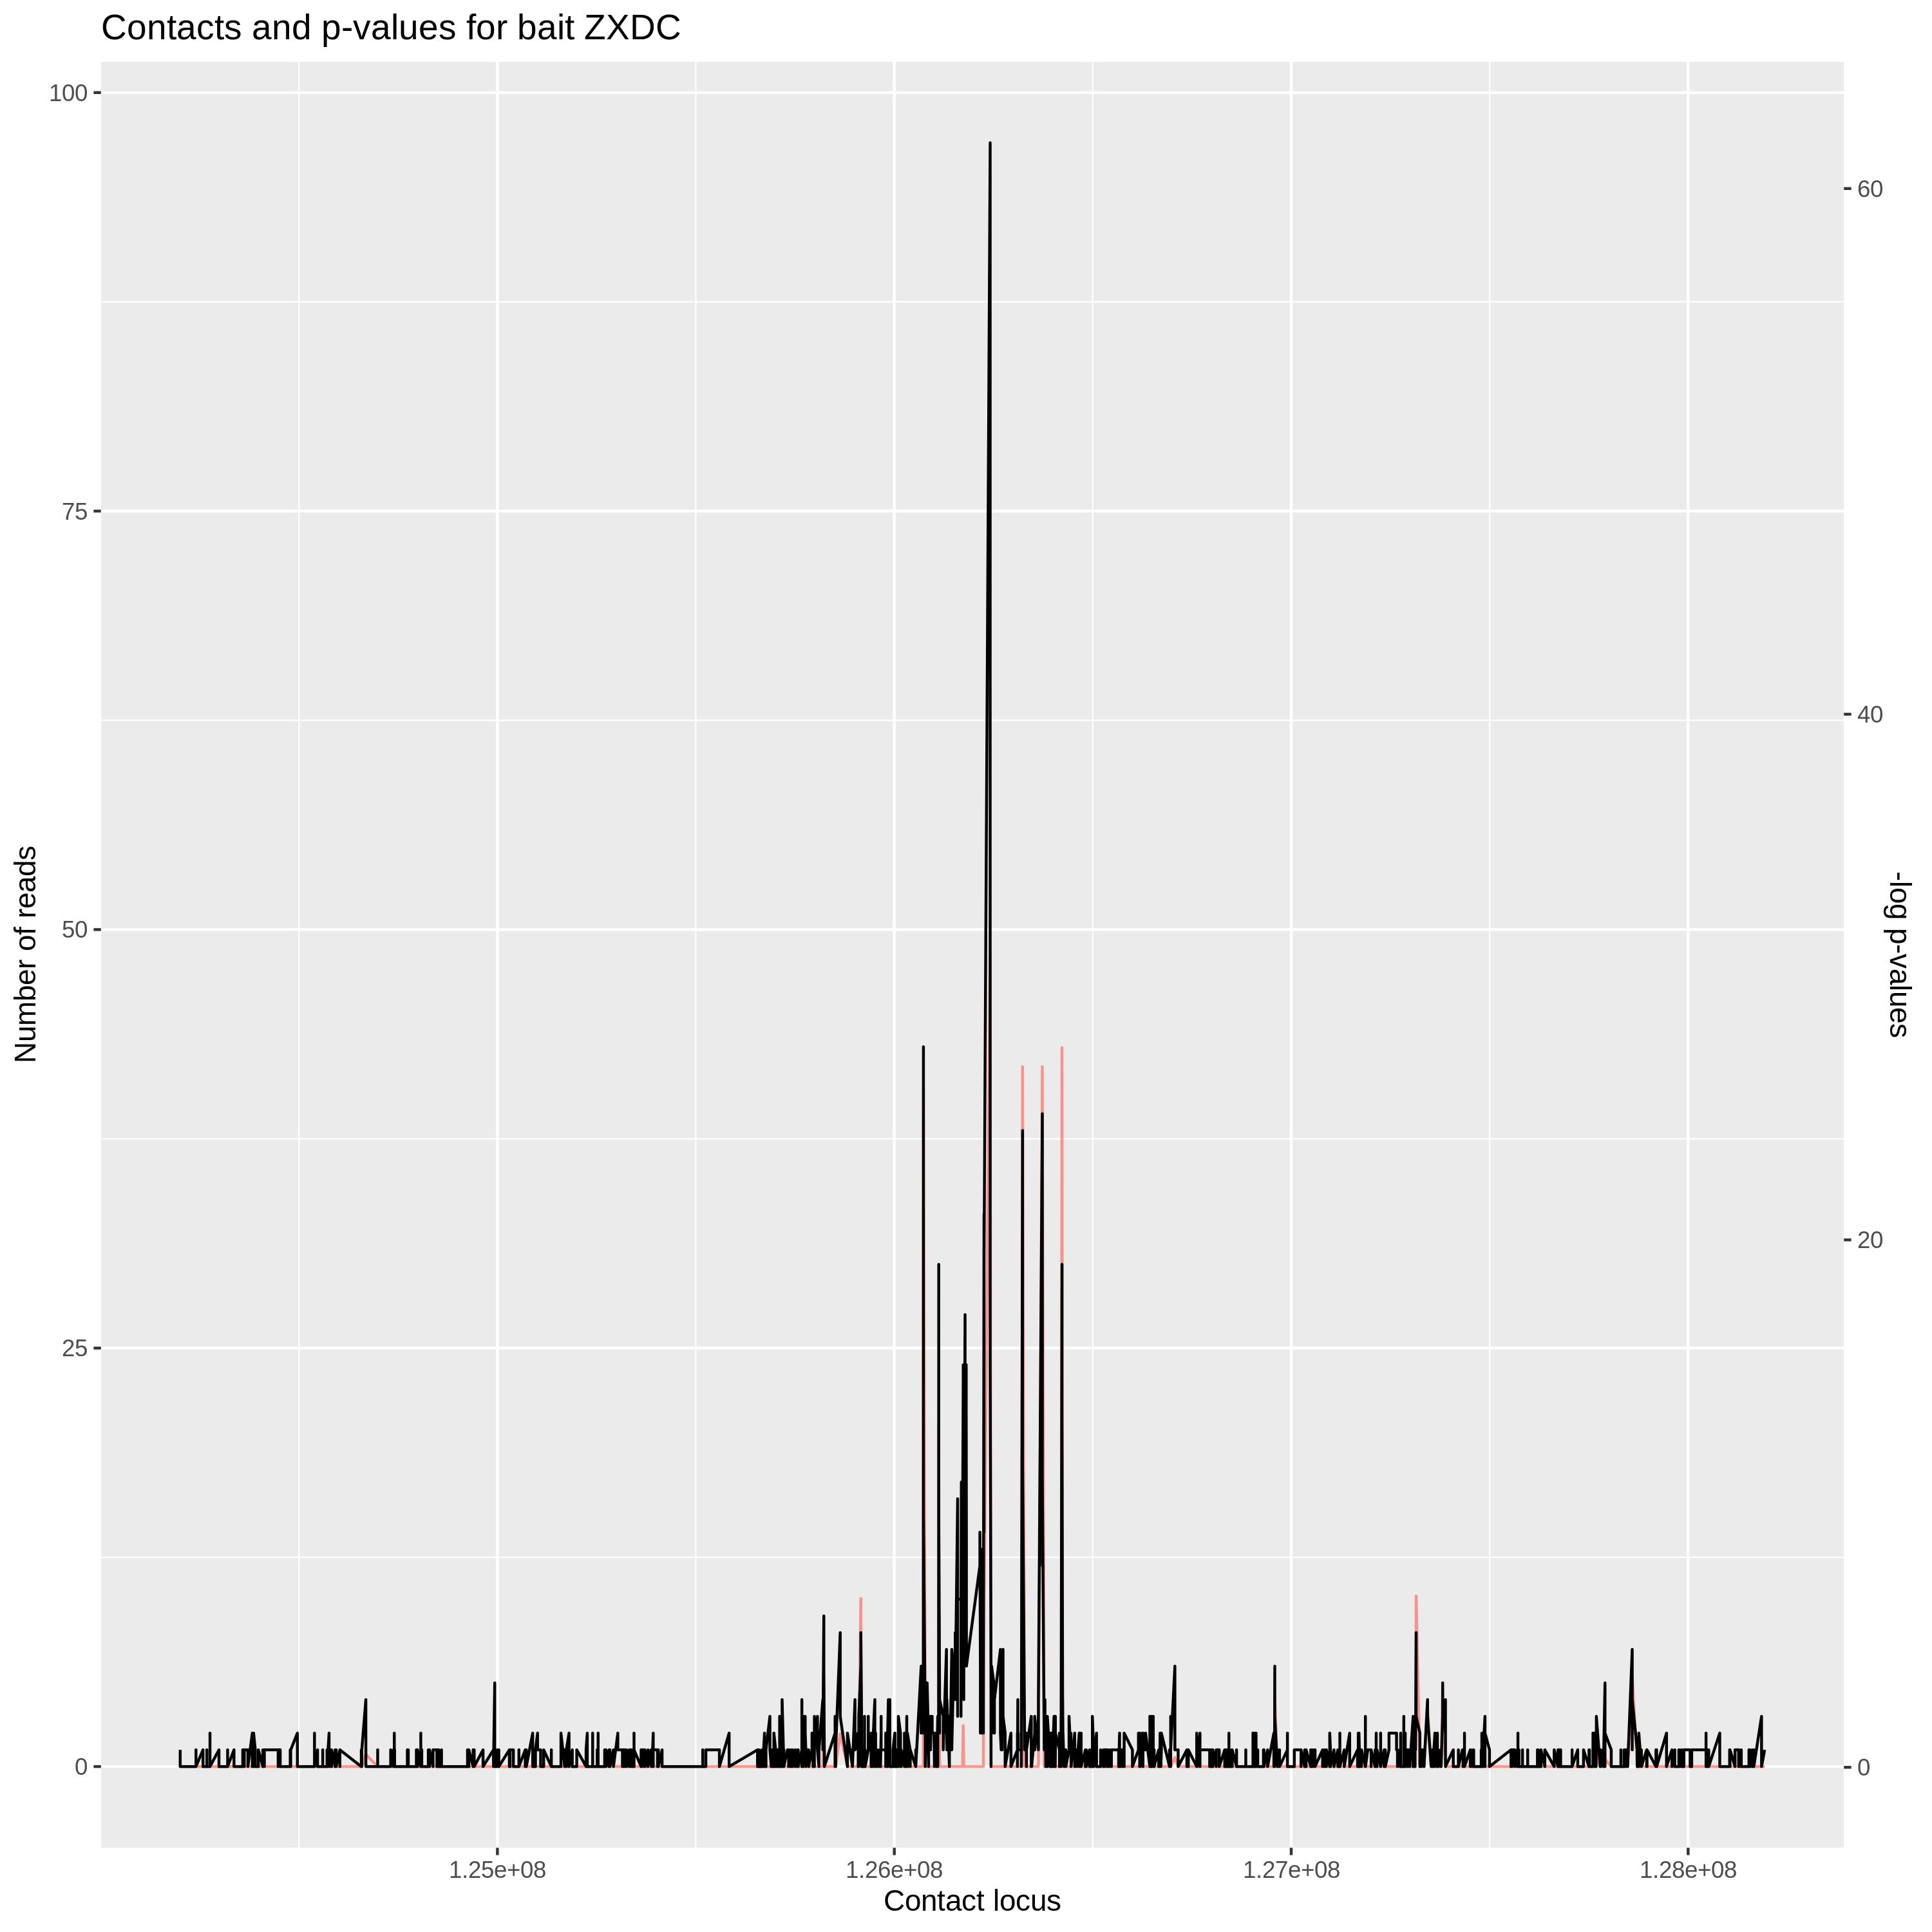 Contacts and p-values for bait ZXDC
100
75
50
25
0
Number of reads
60
40
20
0
-log p-values
1.25e+08
1.26e+08
1.27e+08
1.28e+08
Contact locus